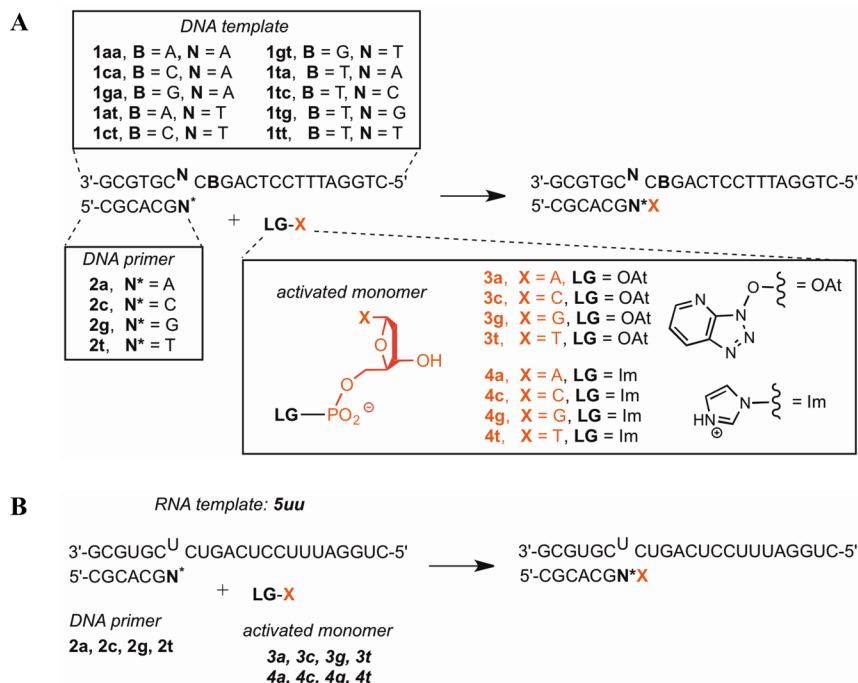 A
DNA template
1aa, B = A, N = A
1ca, B = C, N = A
1ga, B = G, N = A
1at, B = A, N = T
1ct, B = C, N = T
1gt, B = G, N = T
1ta, B = T, N = A
1tc, B = T, N = C
1tg, B = T, N = G
1tt, B = T, N = T
3'-GCGTGC N CBGACTCCTTTAGGTC-5'
5'-CGCACGN*
+ LG-X
3'-GCGTGC N CBGACTCCTTTAGGTC-5'
5'-CGCACGN*X
DNA primer
2a, N* = A
2c, N* = C
2g, N* = G
2t, N* = T
activated monomer
X
O
OH
O
LG PO2 ⊖
3a, X = A, LG = OAt
3c, X = C, LG = OAt
3g, X = G, LG = OAt
3t, X = T, LG = OAt
4a, X = A, LG = Im
4c, X = C, LG = Im
4g, X = G, LG = Im
4t, X = T, LG = Im
O = OAt
N N
N N
N = Im
HN ⊕
B
RNA template: 5uu
3'-GCGUGC U CUGACUCCUUUAGGUC-5'
5'-CGCACGN*
+ LG-X
3'-GCGUGC U CUGACUCCUUUAGGUC-5'
5'-CGCACGN*X
DNA primer
2a, 2c, 2g, 2t
activated monomer
3a, 3c, 3g, 3t
4a, 4c, 4g, 4t